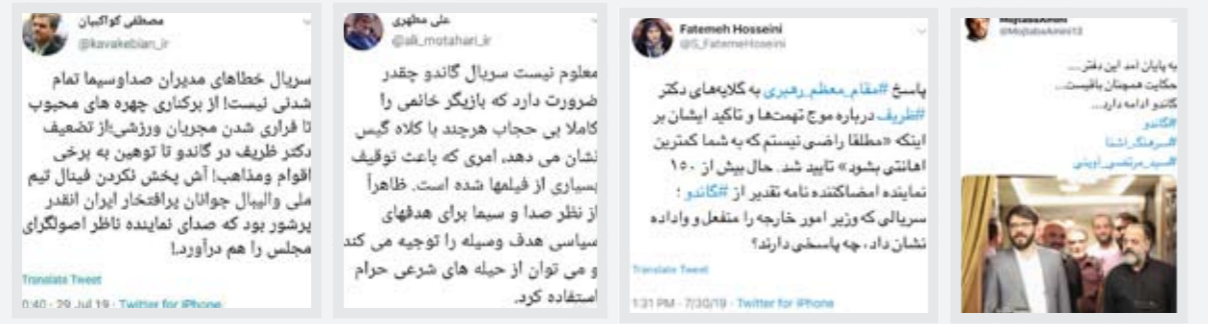 مصطفی کواکبیان
@kavakebian_ir
سریال خطاهای مدیران صداوسیما تمام
شدنی نیست! از برکناری چهره های محبوب
تا فراری شدن مجریان ورزشی!از تضعیف
دکتر ظریف در گاندو تا توهین به برخی
اقوام ومذاهب! آش پخش نکردن فینال تیم
ملی والیبال جوانان پرافتخار ایران انقدر
پرشور بود که صدای نماینده ناظر اصولگرای
مجلس را هم درآورد.!
Translate Tweet
0:40 - 29 Jul 19 - Twitter for iPhone
علی مطهری
@ali_motahari_ir
معلوم نیست سریال گاندو چقدر
ضرورت دارد که بازیگر خانمی را
کاملا بی حجاب هرچند با کلاه گیس
نشان می دهد، امری که باعث توقیف
بسیاری از فیلمها شده است. ظاهراً
از نظر صدا و سیما برای هدفهای
سیاسی هدف وسیله را توجیه می کند
و می توان از حیله های شرعی حرام
استفاده کرد.
Fatemeh Hosseini
@S_FatemeHoseini
پاسخ #مقام_معظم_رهبری به گلایه‌های دکتر
#ظریف درباره موج تهمت‌ها و تاکید ایشان بر
اینکه «مطلقا راضی نیستم که به شما کمترین
اهانتی بشود» تایید شد. حال بیش از ۱۵۰
نماینده امضاکننده نامه تقدیر از #گاندو ؛
سریالی که وزیر امور خارجه را منفعل و واداده
نشان داد، چه پاسخی دارند؟
Translate Tweet
1:31 PM - 7/30/19 - Twitter for iPhone
MojtabaAmini
@MojtabaAmini13
به پایان آمد این دفتر....
حکایت همچنان باقیست...
گاندو ادامه دارد...
#گاندو
#سید_مرتضی_آوینی